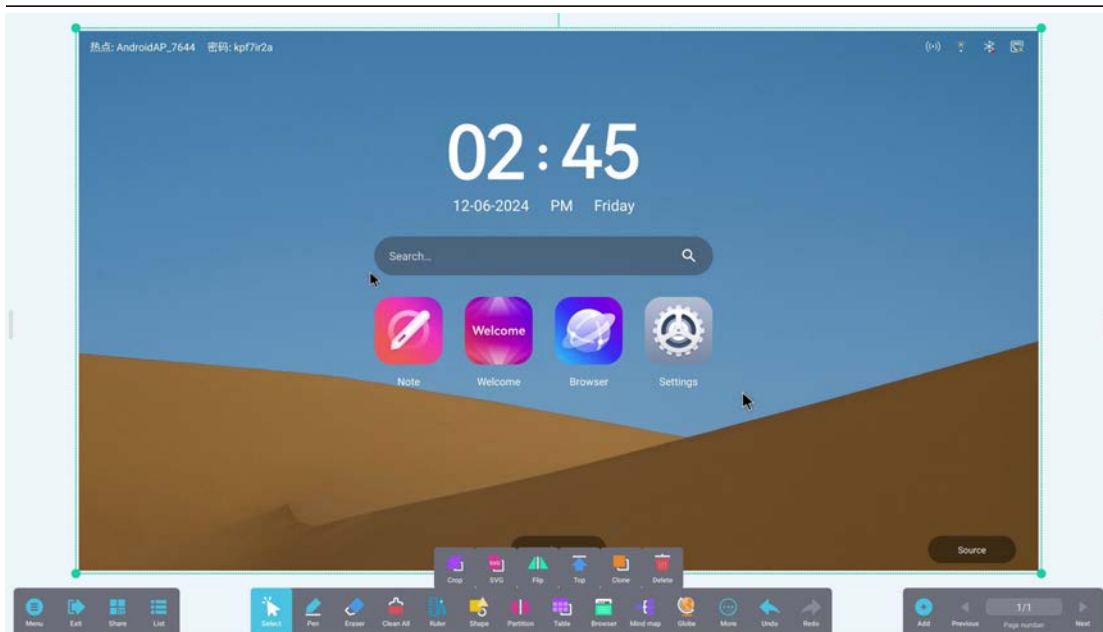 热点: AndroidAP_7644 密码: kpf7ir2a
02:45
12-06-2024 PM Friday
Search...
Welcome
Note Welcome Browser Settings
Source
SVG
Crop SVG Flip Top Clone Delete
1/1
Menu Exit Share List Select Pen Eraser Clean All Ruler Shape Partition Table Browser Mind map Globe More Undo Redo Add Previous Page number Next